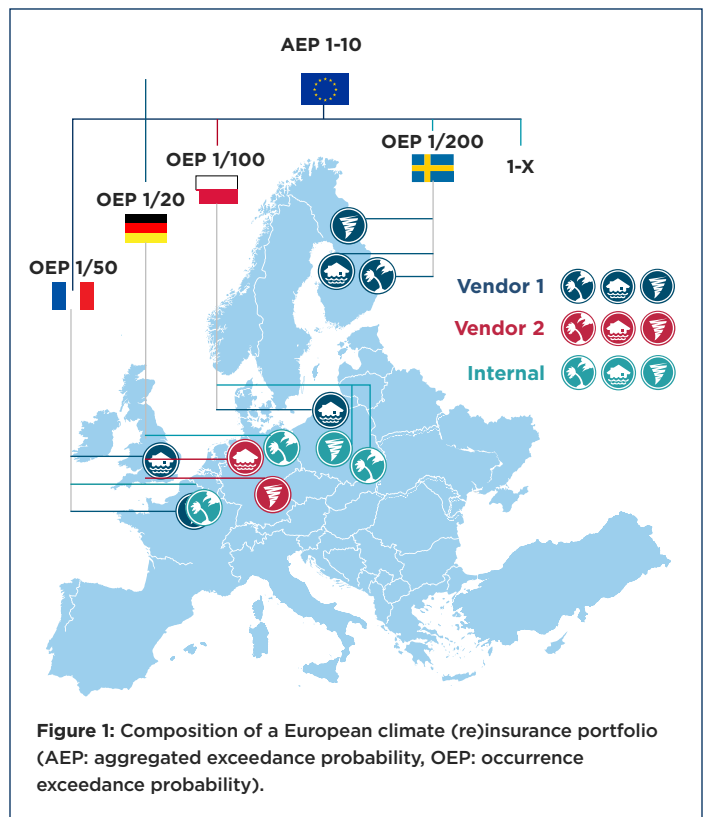 AEP 1-10
OEP 1/200
OEP 1/100
1-X
OEP 1/20
OEP 1/50
Vendor 1
Vendor 2
Internal
Figure 1: Composition of a European climate (re)insurance portfolio
(AEP: aggregated exceedance probability, OEP: occurrence
exceedance probability).